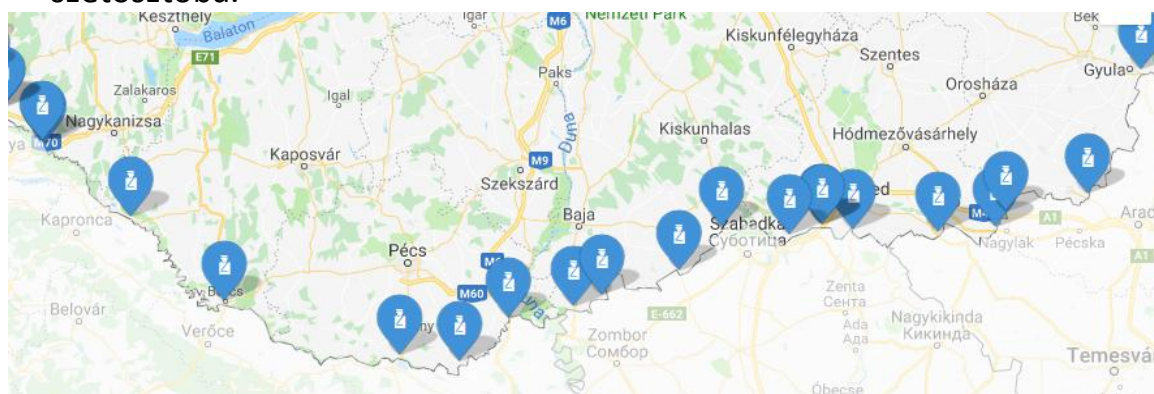 Keszthely
Balaton
E71
Igar
M6
Nemzeti Park
Kiskunfélegyháza
Bék
Szentes
Gyula
Zalakaros
Igal
Paks
Orosháza
Nagykanizsa
M70
Duna
Kiskunhalas
Hódmezővásárhely
Kaposvár
M9
Szekszárd
Kapronca
Baja
Szabadka
Суботица
ed
Nagylak
A1
Pécska
Arad
A1
Pécs
M60
Belovár
Verőce
E-662
Zombor
Сомбор
Zenta
Сента
Ada
Ада
Nagykikinda
Кикинда
Temesvár
Óbecse